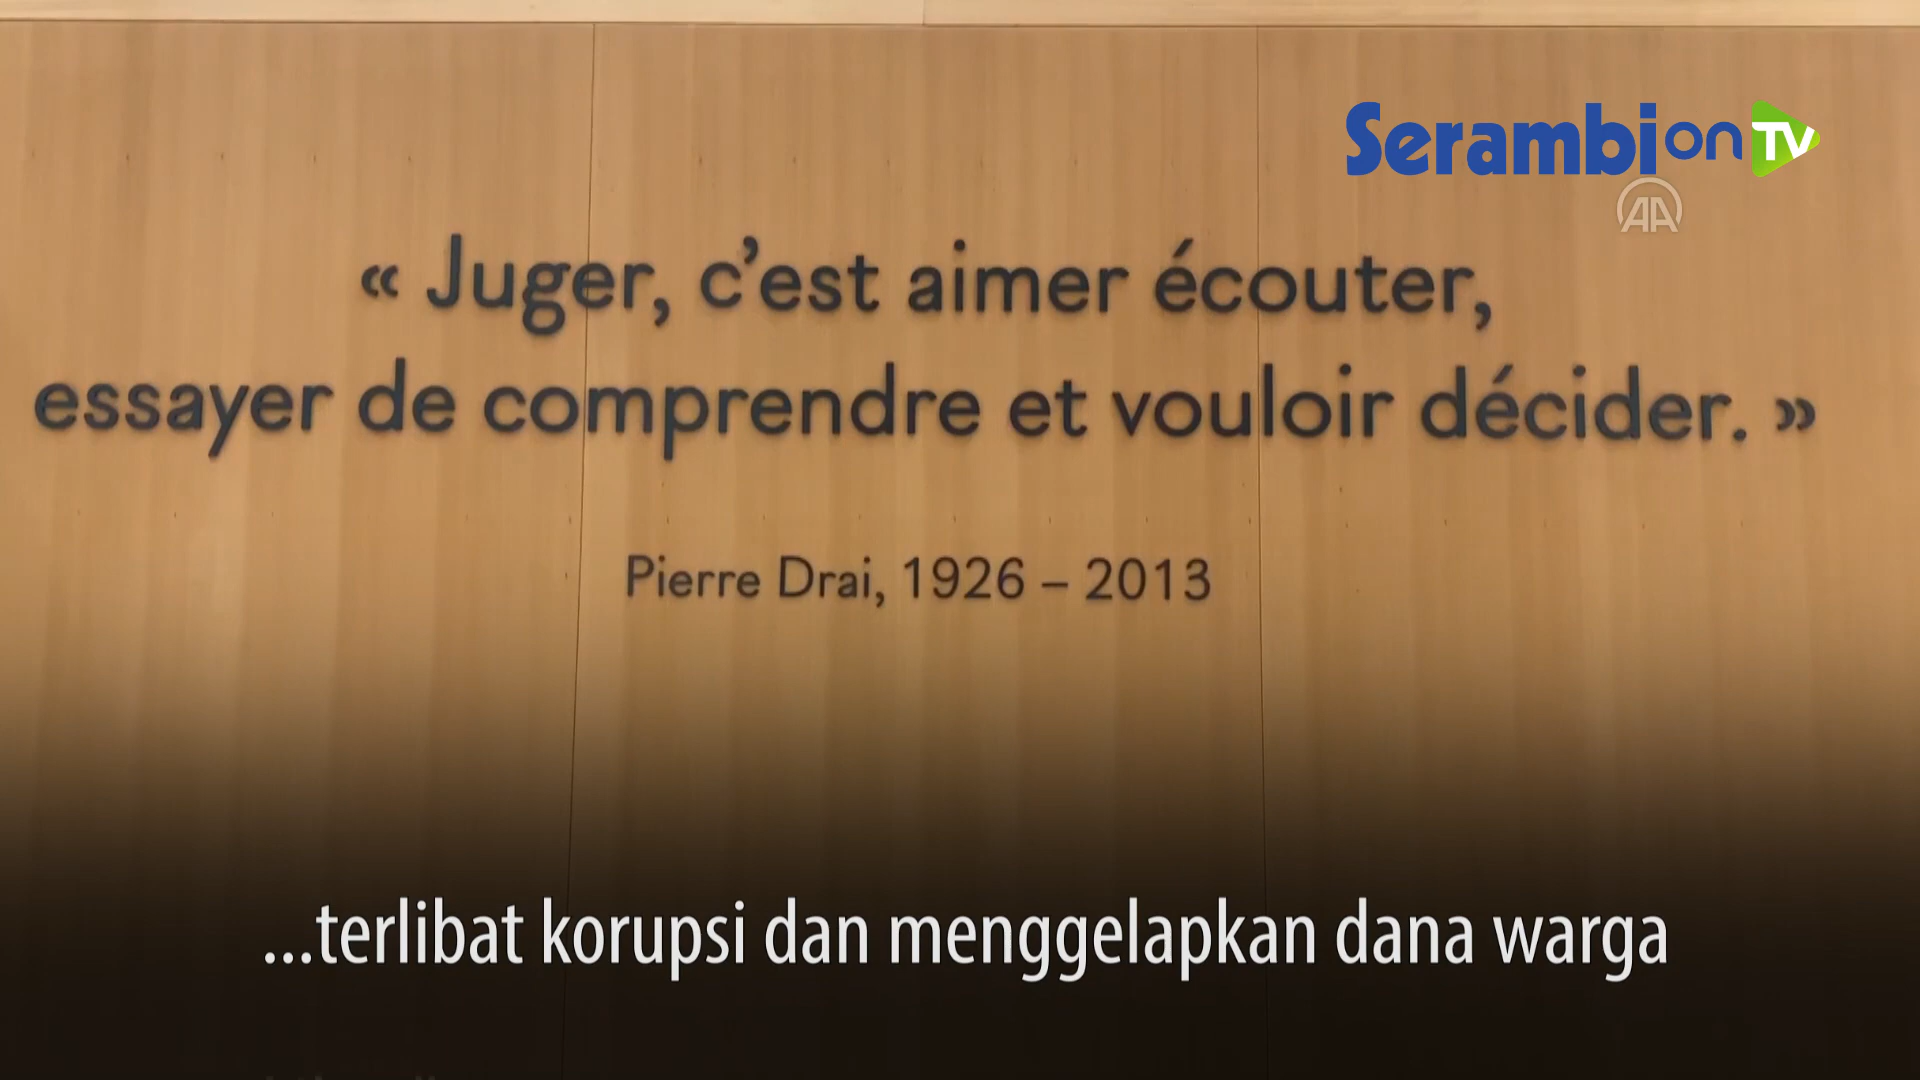 Serambi on TV
AA
« Juger, c’est aimer écouter,
essayer de comprendre et vouloir décider. »
Pierre Drai, 1926 – 2013
...terlibat korupsi dan menggelapkan dana warga